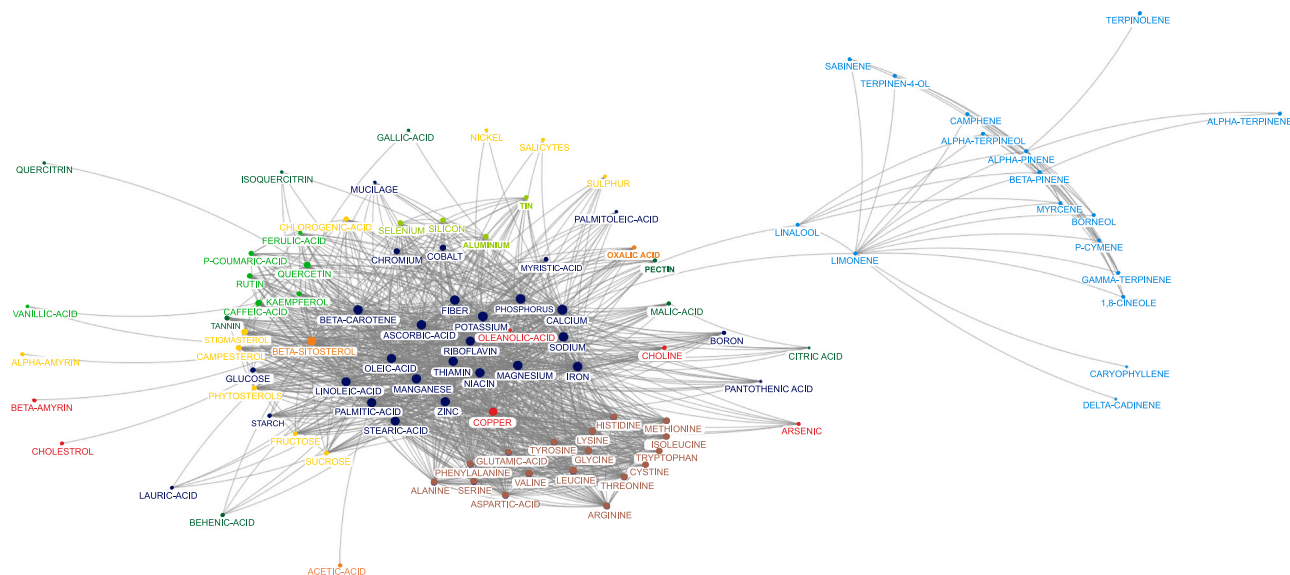 TERPINOLENE
SABINENE
TERPINEN-4-OL
CAMPHENE
ALPHA-TERPINENE
GALLIC-ACID
NICKEL
ALPHA-TERPINEOL
SALICYTES
ALPHA-PINENE
QUERCITRIN
ISOQUERCITRIN
BETA-PINENE
MUCILAGE
SULPHUR
TIN
MYRCENE
PALMITOLEIC-ACID
BORNEOL
CHLOROGENIC-ACID
SELENIUM
SILICON
LINALOOL
FERULIC-ACID
ALUMINIUM
P-CYMENE
COBALT
OXALIC ACID
CHROMIUM
P-COUMARIC-ACID
LIMONENE
MYRISTIC-ACID
PECTIN
QUERCETIN
GAMMA-TERPINENE
RUTIN
KAEMPFEROL
1,8-CINEOLE
FIBER
PHOSPHORUS
CAFFEIC-ACID
VANILLIC-ACID
MALIC-ACID
BETA-CAROTENE
CALCIUM
TANNIN
POTASSIUM
ASCORBIC-ACID
OLEANOLIC-ACID
STIGMASTEROL
BORON
SODIUM
BETA-SITOSTEROL
RIBOFLAVIN
CAMPESTEROL
CHOLINE
CITRIC ACID
ALPHA-AMYRIN
OLEIC-ACID
THIAMIN
MAGNESIUM
IRON
CARYOPHYLLENE
GLUCOSE
NIACIN
LINOLEIC-ACID
MANGANESE
PANTOTHENIC ACID
PHYTOSTEROLS
DELTA-CADINENE
BETA-AMYRIN
PALMITIC-ACID
ZINC
STARCH
COPPER
HISTIDINE
METHIONINE
STEARIC-ACID
ARSENIC
FRUCTOSE
LYSINE
ISOLEUCINE
CHOLESTROL
TYROSINE
GLYCINE
TRYPTOPHAN
SUCROSE
GLUTAMIC-ACID
PHENYLALANINE
CYSTINE
VALINE
LEUCINE
THREONINE
ALANINE
SERINE
LAURIC-ACID
ASPARTIC-ACID
ARGININE
BEHENIC-ACID
ACETIC-ACID